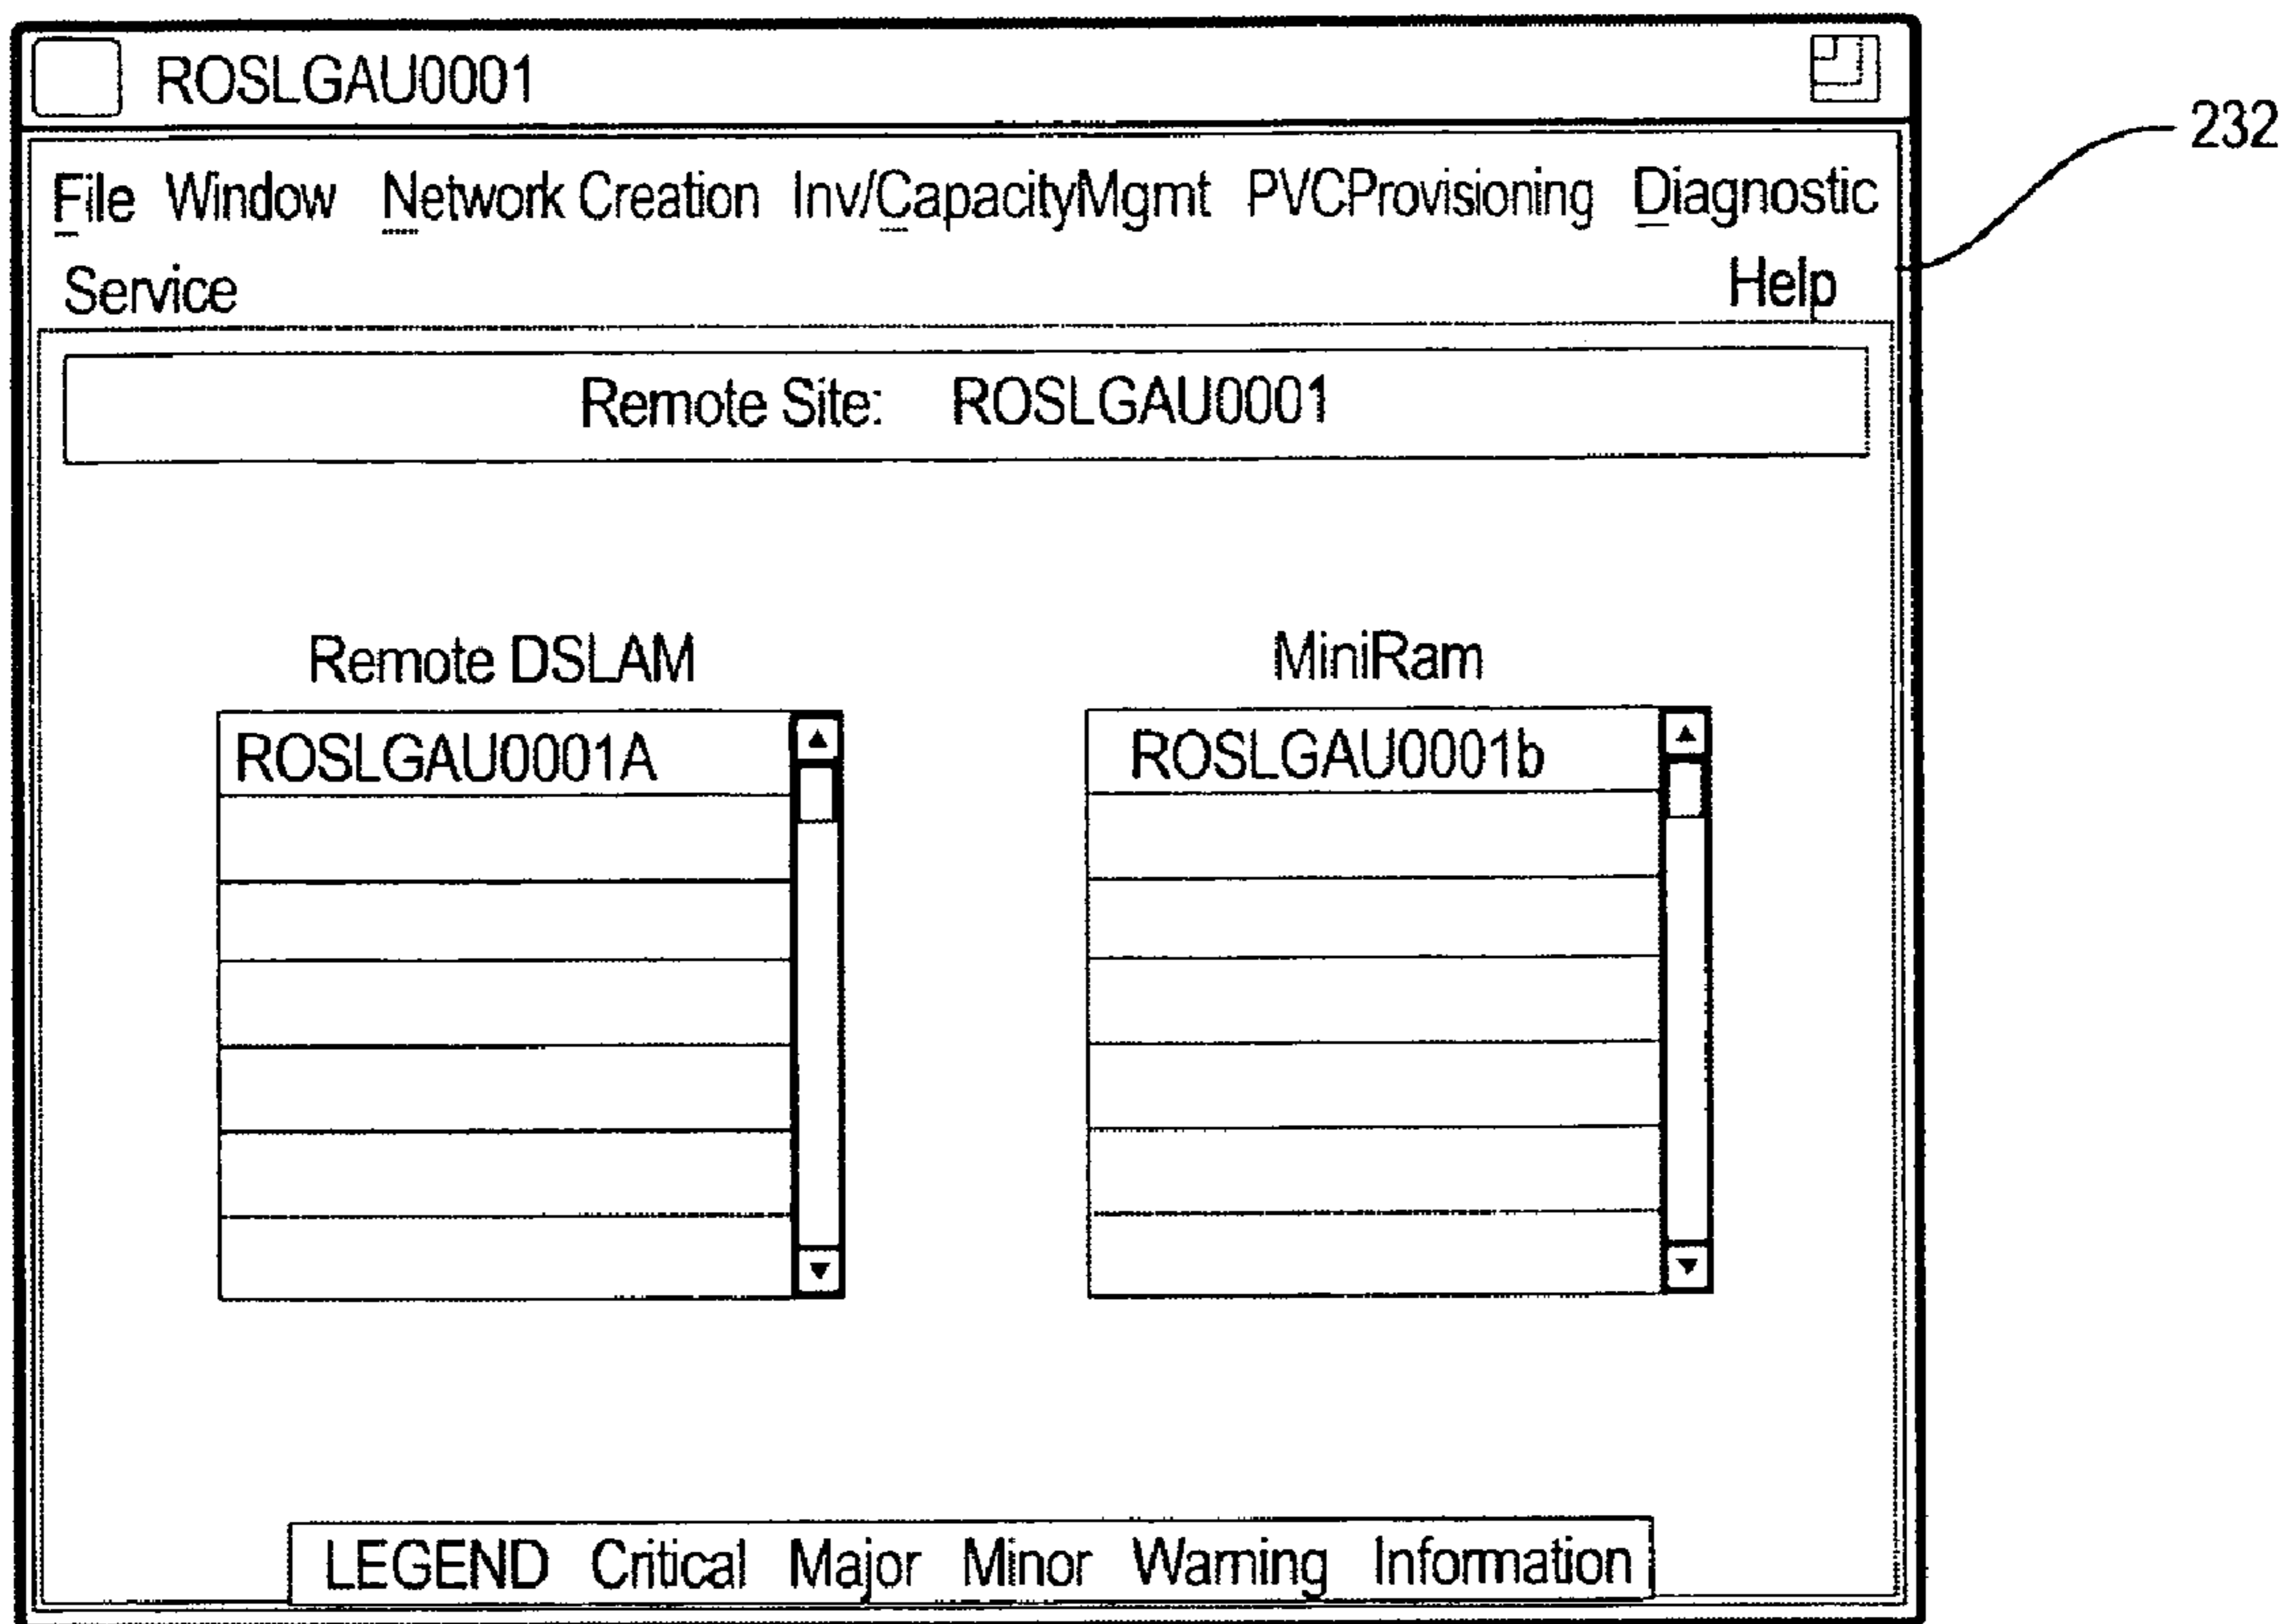 ROSLGAU0001
232
File Window Network Creation Inv/CapacityMgmt PVCProvisioning Diagnostic
Service Help
Remote Site: ROSLGAU0001
Remote DSLAM MiniRam
ROSLGAU0001A ROSLGAU0001b
LEGEND Critical Major Minor Warning Information